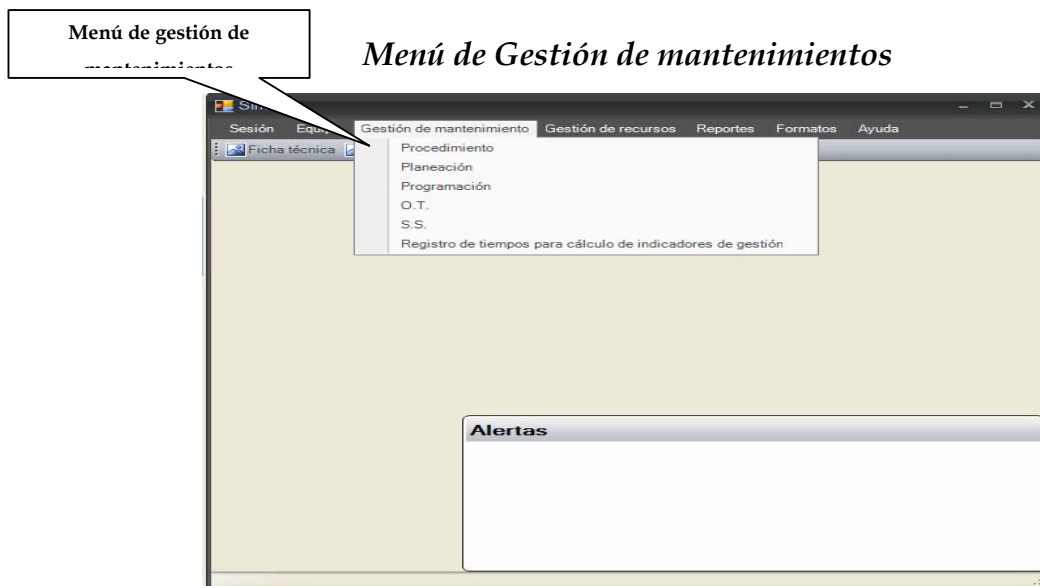 Menú de gestión de
mantenimientos
Menú de Gestión de mantenimientos
Sesión Gestión de mantenimiento Gestión de recursos Reportes Formatos Ayuda
Ficha técnica
Procedimiento
Planeación
Programación
O.T.
S.S.
Registro de tiempos para cálculo de indicadores de gestión
Alertas